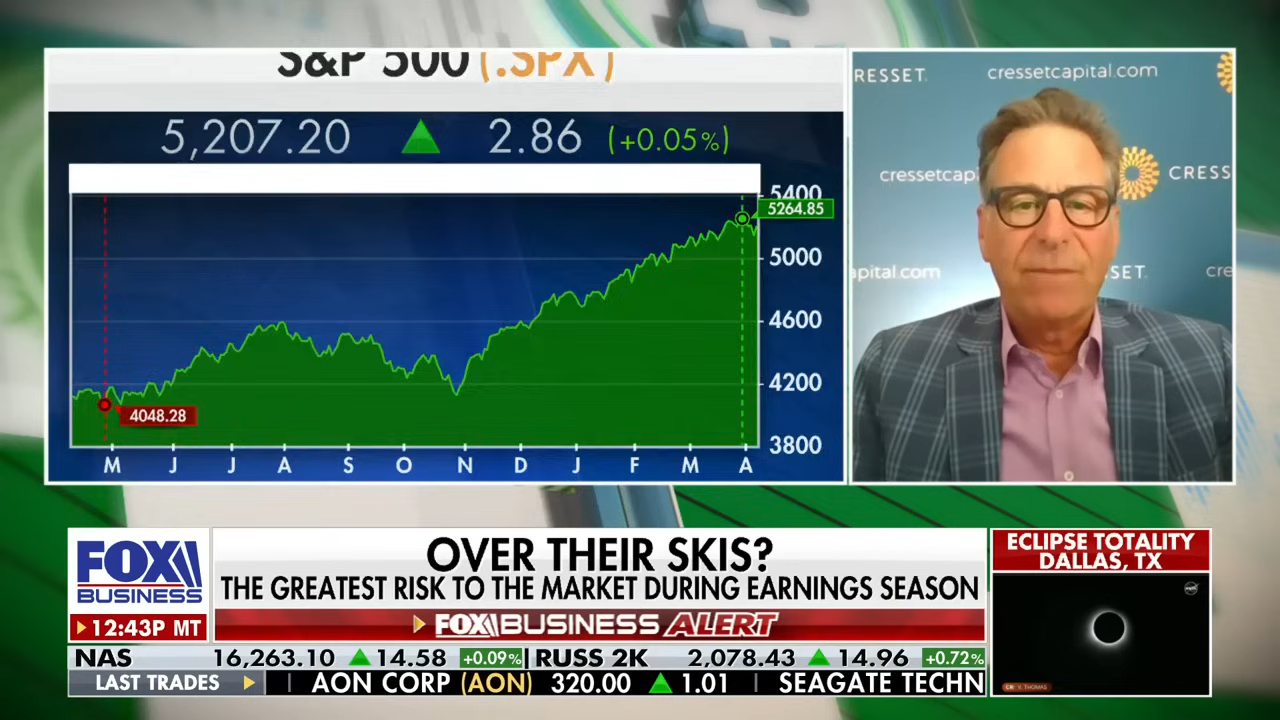 S&P 500 (.SPX)
5,207.20 ▲ 2.86 (+0.05%)
5400
5264.85
5000
4600
4200
4048.28
3800
M J J A S O N D J F M A
RESSET. cressetcapital.com
cressetcap
CRESS
apital.com
SSET.
cre
FOX BUSINESS
12:43P MT
OVER THEIR SKIS?
THE GREATEST RISK TO THE MARKET DURING EARNINGS SEASON
FOX BUSINESS ALERT
ECLIPSE TOTALITY
DALLAS, TX
NAS 16,263.10 ▲ 14.58 +0.09% RUSS 2K 2,078.43 ▲ 14.96 +0.72%
LAST TRADES AON CORP (AON) 320.00 ▲ 1.01 SEAGATE TECHN